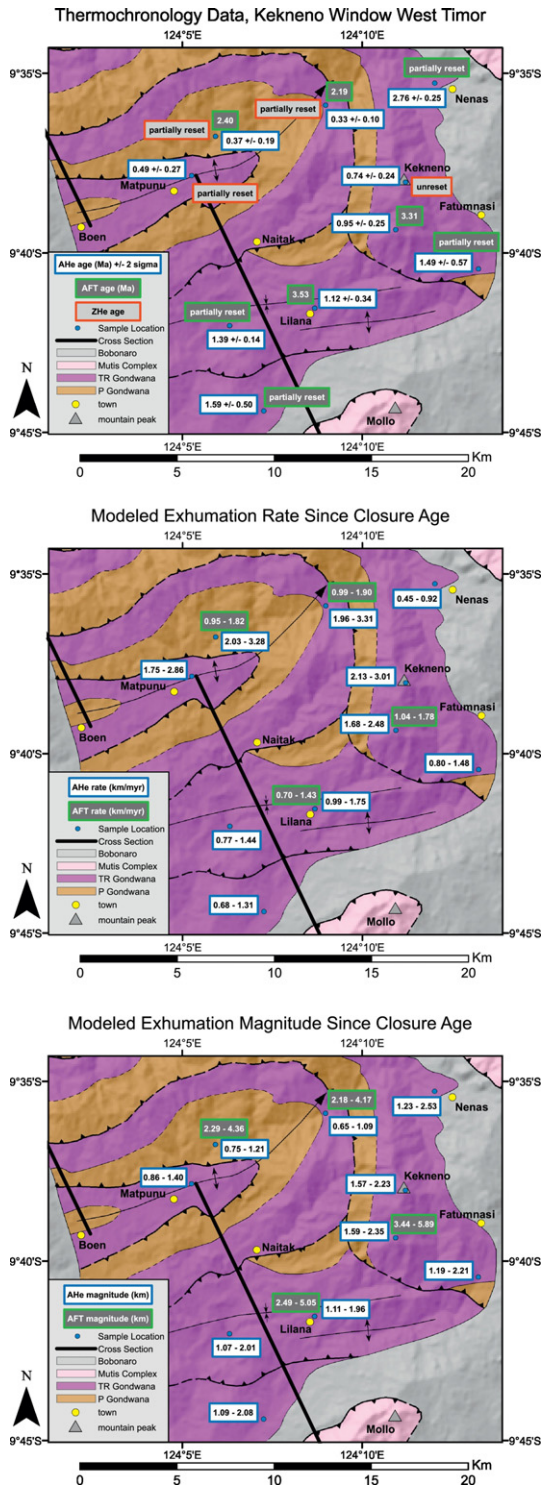 Thermochronology Data, Kekneno Window West Timor
124°5'E
124°10'E
9°35'S
9°35'S
partially reset
Nenas
2.76 +/- 0.25
2.19
partially reset
0.33 +/- 0.10
2.40
partially reset
0.37 +/- 0.19
0.49 +/- 0.27
Matpunu
partially reset
Kekneno
0.74 +/- 0.24
unreset
Fatumnasi
3.31
0.95 +/- 0.25
Boen
Naitak
partially reset
1.49 +/- 0.57
9°40'S
9°40'S
AHe age (Ma) +/- 2 sigma
AFT age (Ma)
ZHe age
Sample Location
Cross Section
Bobonaro
Mutis Complex
TR Gondwana
P Gondwana
town
mountain peak
3.53
1.12 +/- 0.34
Lilana
partially reset
1.39 +/- 0.14
partially reset
1.59 +/- 0.50
Mollo
N
9°45'S
9°45'S
124°5'E
124°10'E
Km
0
5
10
15
20
Modeled Exhumation Rate Since Closure Age
124°5'E
124°10'E
9°35'S
9°35'S
0.99 - 1.90
1.96 - 3.31
0.45 - 0.92
Nenas
0.95 - 1.82
2.03 - 3.28
1.75 - 2.86
Matpunu
Kekneno
2.13 - 3.01
Fatumnasi
1.04 - 1.78
1.68 - 2.48
Boen
Naitak
0.80 - 1.48
9°40'S
9°40'S
AHe rate (km/myr)
AFT rate (km/myr)
Sample Location
Cross Section
Bobonaro
Mutis Complex
TR Gondwana
P Gondwana
town
mountain peak
0.70 - 1.43
0.99 - 1.75
Lilana
0.77 - 1.44
0.68 - 1.31
Mollo
N
9°45'S
9°45'S
124°5'E
124°10'E
Km
0
5
10
15
20
Modeled Exhumation Magnitude Since Closure Age
124°5'E
124°10'E
9°35'S
9°35'S
2.18 - 4.17
0.65 - 1.09
1.23 - 2.53
Nenas
2.29 - 4.36
0.75 - 1.21
0.86 - 1.40
Matpunu
Kekneno
1.57 - 2.23
Fatumnasi
3.44 - 5.89
1.59 - 2.35
Boen
Naitak
1.19 - 2.21
9°40'S
9°40'S
AHe magnitude (km)
AFT magnitude (km)
Sample Location
Cross Section
Bobonaro
Mutis Complex
TR Gondwana
P Gondwana
town
mountain peak
2.49 - 5.05
1.11 - 1.96
Lilana
1.07 - 2.01
1.09 - 2.08
Mollo
N
9°45'S
9°45'S
124°5'E
124°10'E
Km
0
5
10
15
20